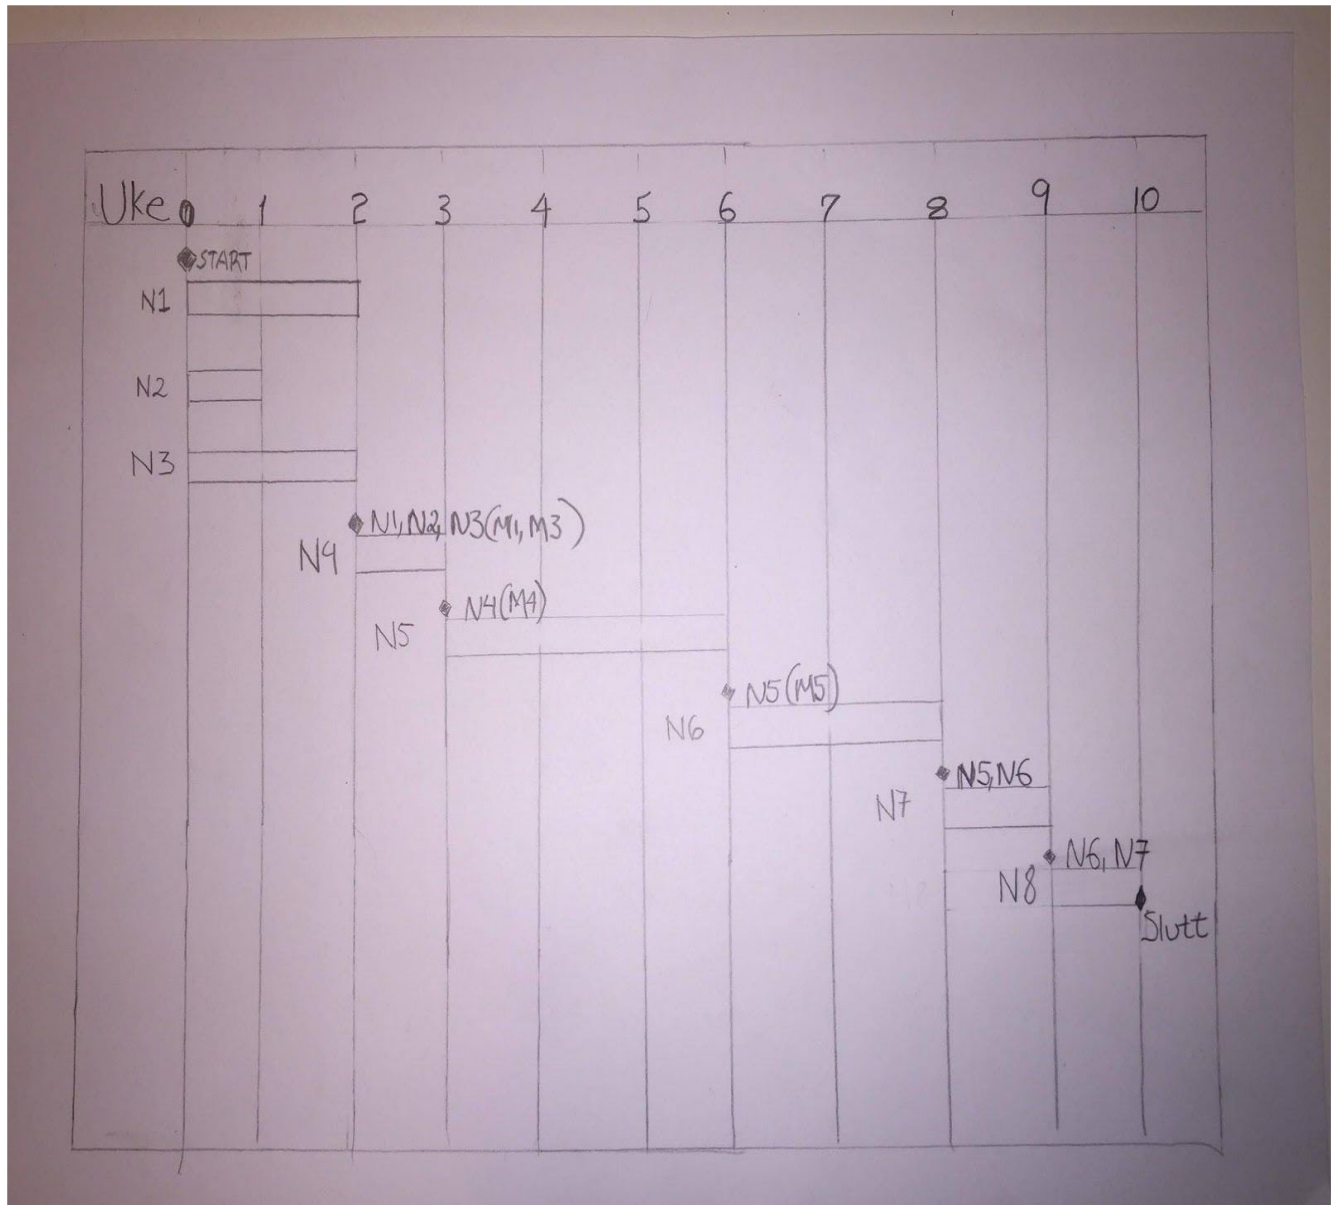 Uke 0 1 2 3 4 5 6 7 8 9 10
START
N1
N2
N3
N1, N2, N3(M1, M3)
N4
N4(M4)
N5
N5(M5)
N6
N5, N6
N7
N6, N7
N8
Slutt